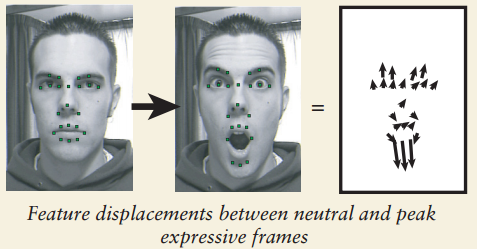 =
Feature displacements between neutral and peak
expressive frames